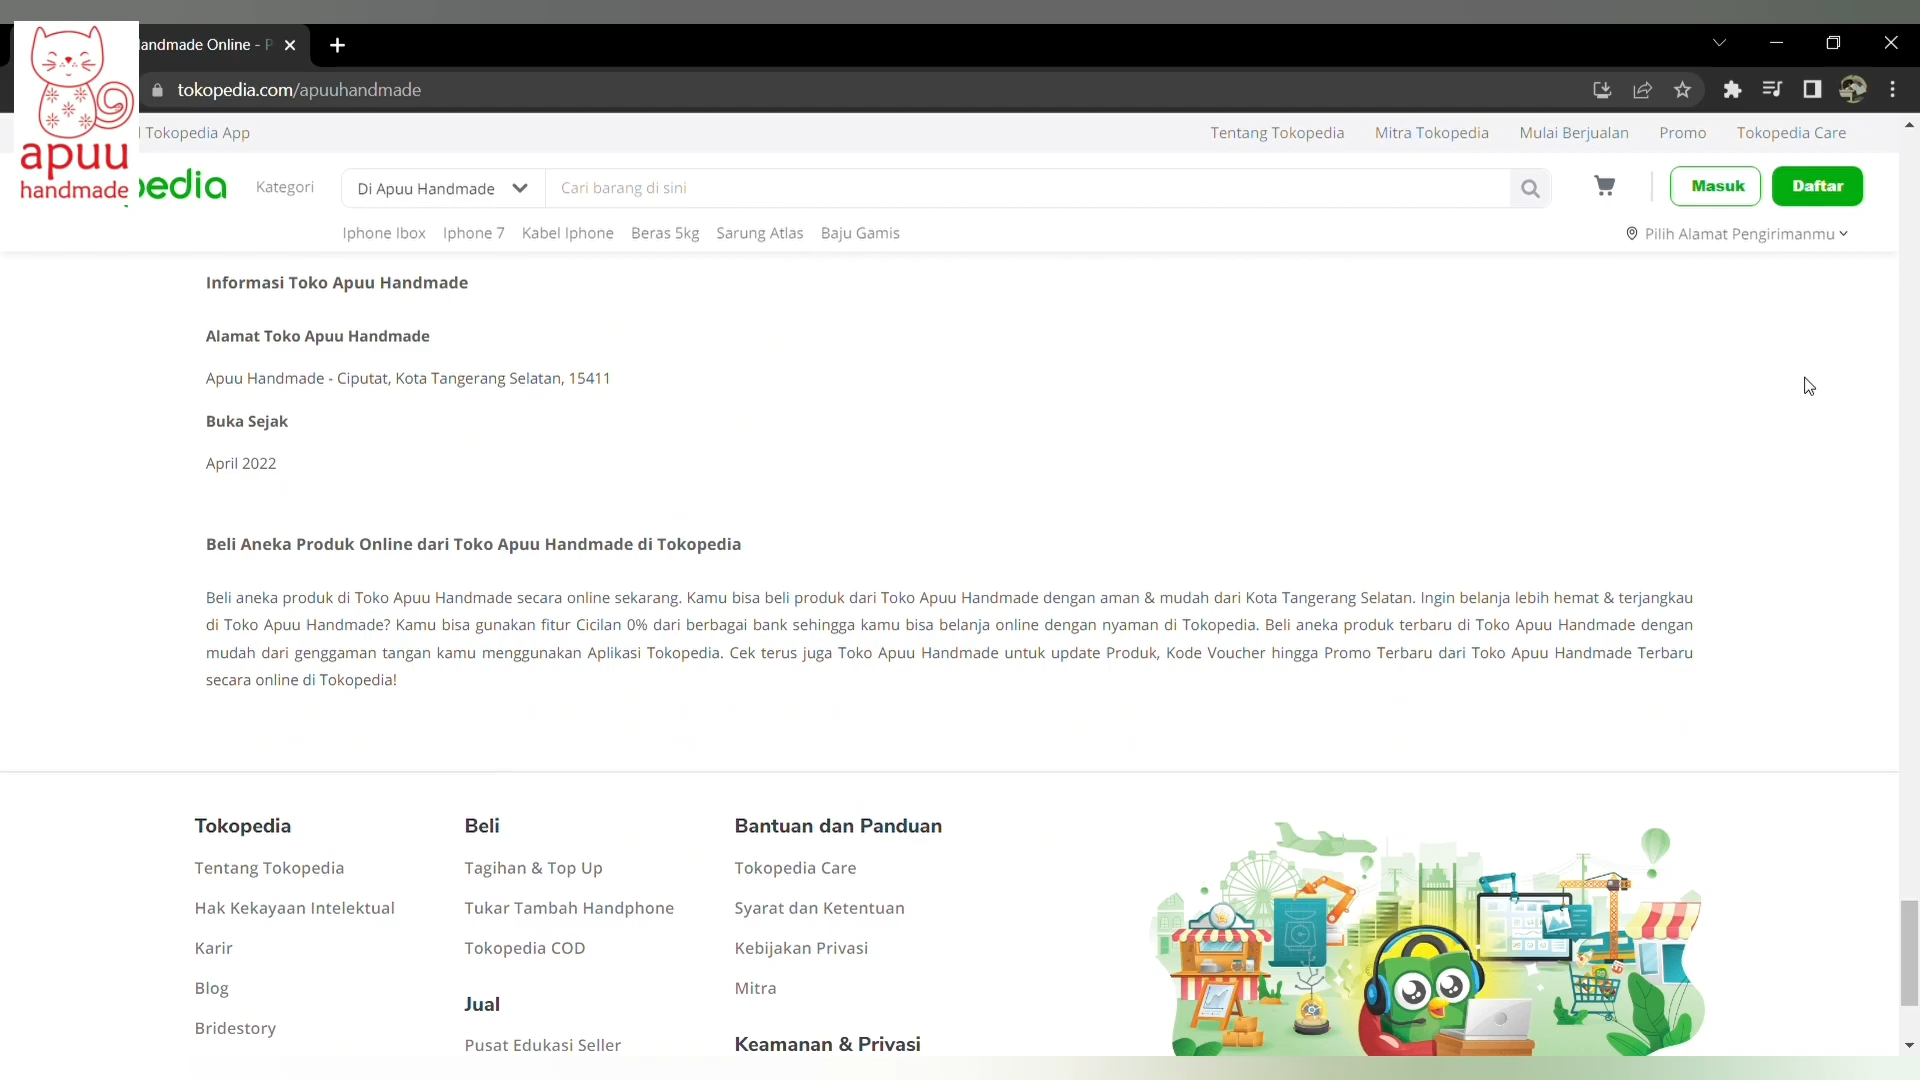 andmade Online - P
tokopedia.com/apuuhandmade
apuu
handmade
Tokopedia App
Tentang Tokopedia
Mitra Tokopedia
Mulai Berjualan
Promo
Tokopedia Care
pedia
Kategori
Di Apuu Handmade
Cari barang di sini
Masuk
Daftar
Iphone Ibox
Iphone 7
Kabel Iphone
Beras 5kg
Sarung Atlas
Baju Gamis
Pilih Alamat Pengirimanmu
Informasi Toko Apuu Handmade
Alamat Toko Apuu Handmade
Apuu Handmade - Ciputat, Kota Tangerang Selatan, 15411
Buka Sejak
April 2022
Beli Aneka Produk Online dari Toko Apuu Handmade di Tokopedia
Beli aneka produk di Toko Apuu Handmade secara online sekarang. Kamu bisa beli produk dari Toko Apuu Handmade dengan aman & mudah dari Kota Tangerang Selatan. Ingin belanja lebih hemat & terjangkau
di Toko Apuu Handmade? Kamu bisa gunakan fitur Cicilan 0% dari berbagai bank sehingga kamu bisa belanja online dengan nyaman di Tokopedia. Beli aneka produk terbaru di Toko Apuu Handmade dengan
mudah dari genggaman tangan kamu menggunakan Aplikasi Tokopedia. Cek terus juga Toko Apuu Handmade untuk update Produk, Kode Voucher hingga Promo Terbaru dari Toko Apuu Handmade Terbaru
secara online di Tokopedia!
Tokopedia
Tentang Tokopedia
Hak Kekayaan Intelektual
Karir
Blog
Bridestory
Beli
Tagihan & Top Up
Tukar Tambah Handphone
Tokopedia COD
Jual
Pusat Edukasi Seller
Bantuan dan Panduan
Tokopedia Care
Syarat dan Ketentuan
Kebijakan Privasi
Mitra
Keamanan & Privasi